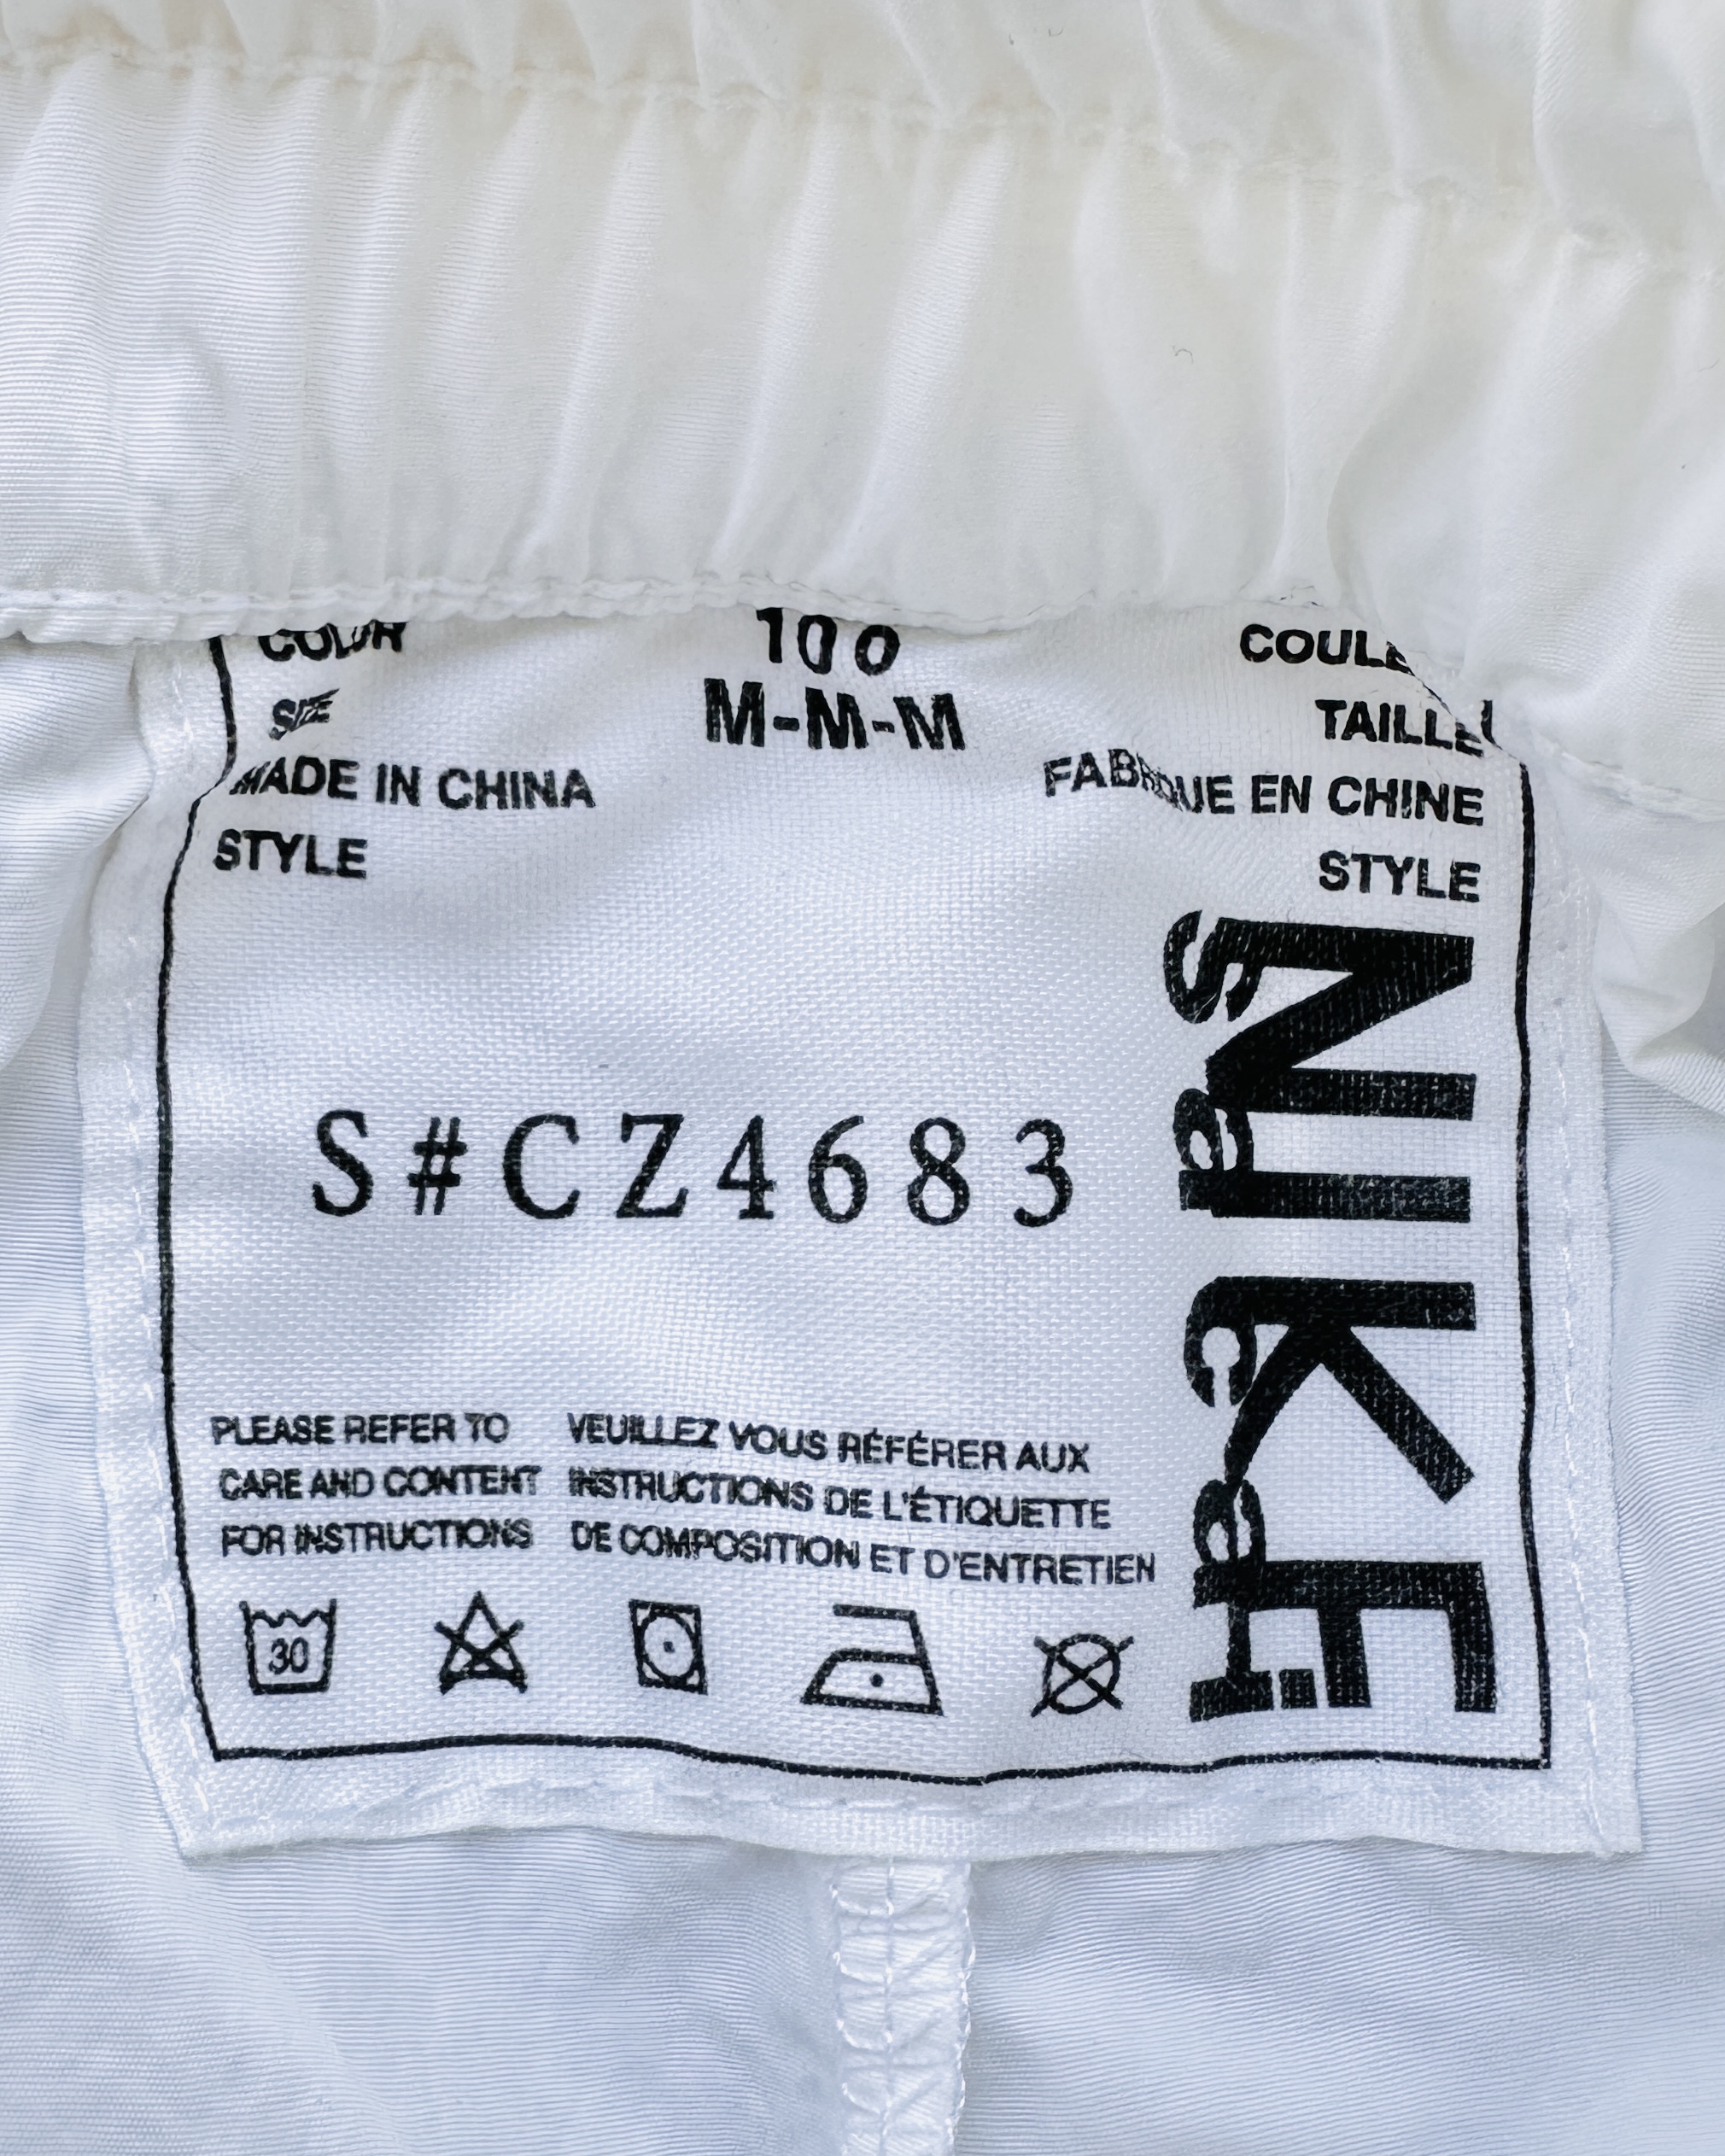 COLOR 100 COULE
SIZE M-M-M TAILLE
MADE IN CHINA FABRIQUE EN CHINE
STYLE STYLE
S#CZ4683
PLEASE REFER TO
CARE AND CONTENT
FOR INSTRUCTIONS
VEUILLEZ VOUS RÉFÉRER AUX
INSTRUCTIONS DE L'ÉTIQUETTE
DE COMPOSITION ET D'ENTRETIEN
30
NIKE
sacai